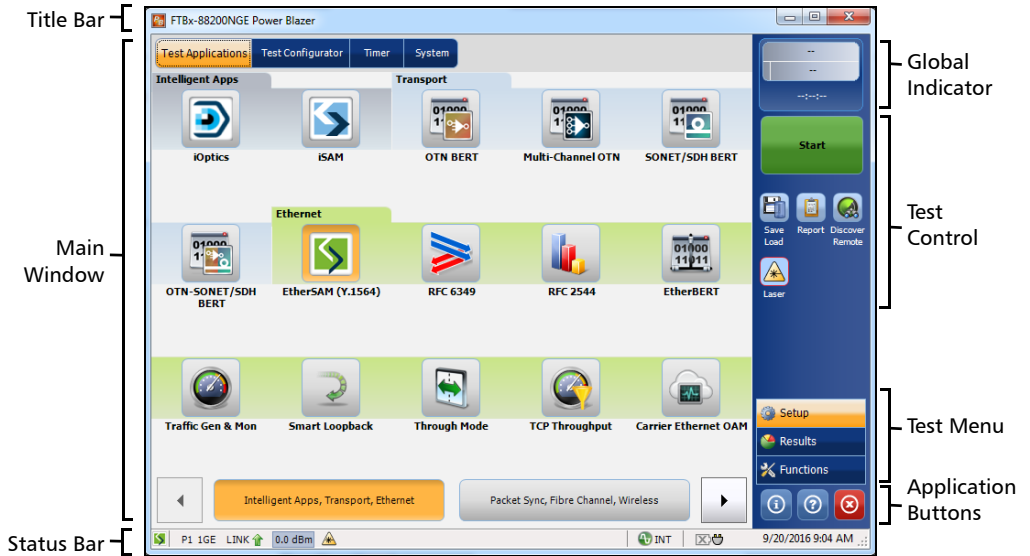 Title Bar
FTBx-88200NGE Power Blazer
Main Window
Test Applications Test Configurator Timer System
Intelligent Apps Transport
iOptics iSAM OTN BERT Multi-Channel OTN SONET/SDH BERT
Ethernet
OTN-SONET/SDH BERT EtherSAM (Y.1564) RFC 6349 RFC 2544 EtherBERT
Traffic Gen & Mon Smart Loopback Through Mode TCP Throughput Carrier Ethernet OAM
Intelligent Apps, Transport, Ethernet Packet Sync, Fibre Channel, Wireless
--
--
--:--:--
Global Indicator
Start
Save Load Report Discover Remote
Laser
Test Control
Setup
Results
Functions
Test Menu
Application Buttons
Status Bar
P1 1GE LINK 0.0 dBm INT 9/20/2016 9:04 AM